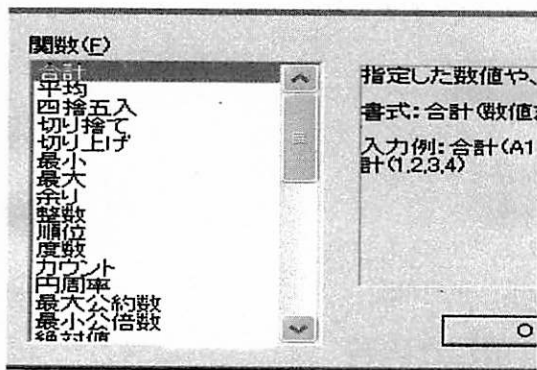 関数(F)
合計
平均
四捨五入
切り捨て
切り上げ
最小
最大
余り
整数
順位
度数
カウント
円周率
最大公約数
最小公倍数
絶対値
指定した数値や、
書式:合計(数値
入力例:合計(A1
計(1,2,3,4)
O